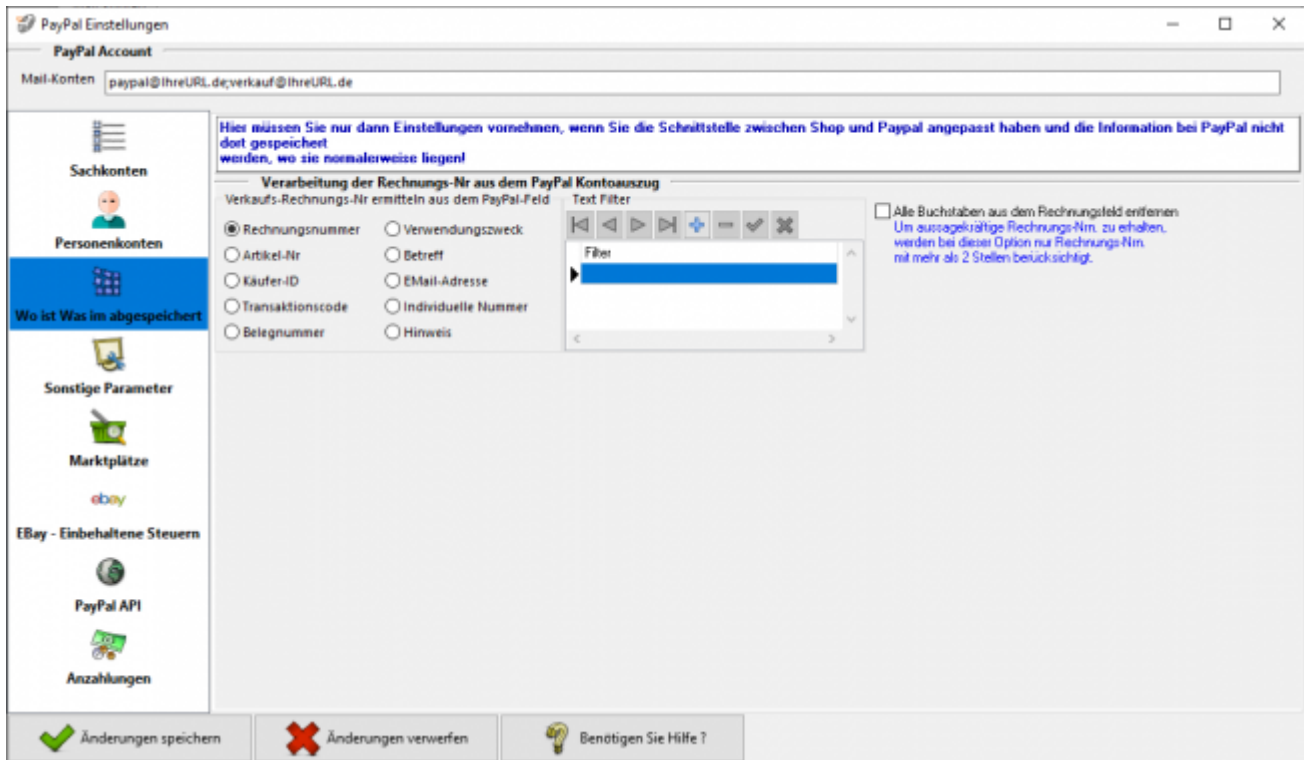 PayPal Einstellungen
PayPal Account
Mail-Konten paypal@IhreURL.de;verkauf@IhreURL.de
Sachkonten
Personenkonten
Wo ist Was im abgespeichert
Sonstige Parameter
Marktplätze
ebay
EBay - Einbehaltene Steuern
PayPal API
Anzahlungen
Hier müssen Sie nur dann Einstellungen vornehmen, wenn Sie die Schnittstelle zwischen Shop und Paypal angepasst haben und die Information bei PayPal nicht
dort gespeichert
werden, wo sie normalerweise liegen!
Verarbeitung der Rechnungs-Nr aus dem PayPal Kontoauszug
Verkaufs-Rechnungs-Nr ermitteln aus dem PayPal-Feld
Rechnungsnummer Verwendungszweck
Artikel-Nr Betreff
Käufer-ID EMail-Adresse
Transaktionscode Individuelle Nummer
Belegnummer Hinweis
Text Filter
Filter
Alle Buchstaben aus dem Rechnungsfeld entfernen
Um aussagekräftige Rechnungs-Nrn. zu erhalten,
werden bei dieser Option nur Rechnungs-Nrn.
mit mehr als 2 Stellen berücksichtigt.
Änderungen speichern Änderungen verwerfen Benötigen Sie Hilfe ?